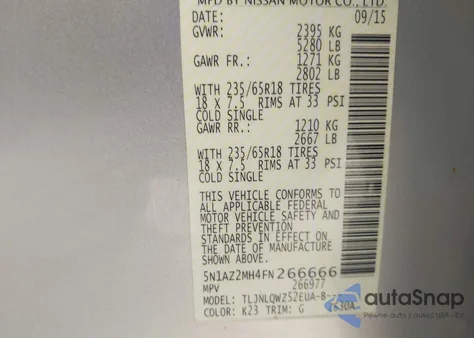 MFD BY NISSAN MOTOR CO., LTD.
DATE: 09/15
GVWR: 2395 KG
5280 LB
GAWR FR.: 1271 KG
2802 LB
WITH 235/65R18 TIRES
18 X 7.5 RIMS AT 33 PSI
COLD SINGLE
GAWR RR.: 1210 KG
2667 LB
WITH 235/65R18 TIRES
18 X 7.5 RIMS AT 33 PSI
COLD SINGLE
THIS VEHICLE CONFORMS TO
ALL APPLICABLE FEDERAL
MOTOR VEHICLE SAFETY AND
THEFT PREVENTION
STANDARDS IN EFFECT ON
THE DATE OF MANUFACTURE
SHOWN ABOVE.
5N1AZ2MH4FN266666
MPV 266977
MODEL: TLJNLQWZ52EUA-B--
COLOR: K23 TRIM: G
autoSnap
Pewne auta z aukcji USA